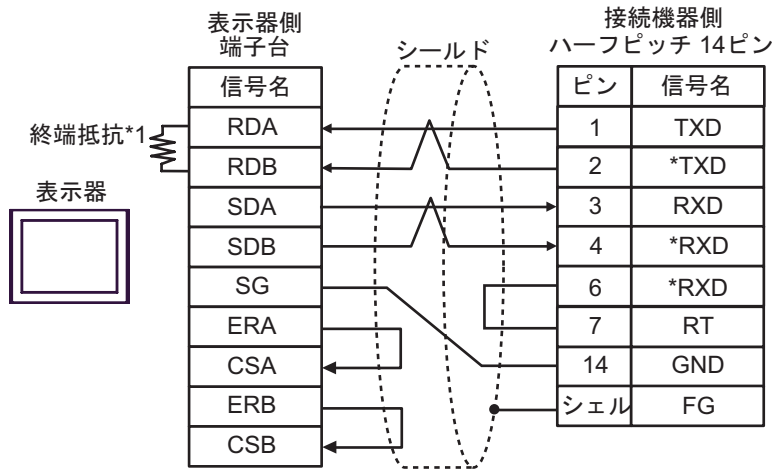 表示器側
端子台
シールド
接続機器側
ハーフピッチ 14ピン
信号名
ピン
信号名
終端抵抗*1
RDA
1
TXD
RDB
2
*TXD
表示器
SDA
3
RXD
SDB
4
*RXD
SG
6
*RXD
ERA
7
RT
CSA
14
GND
ERB
シェル
FG
CSB